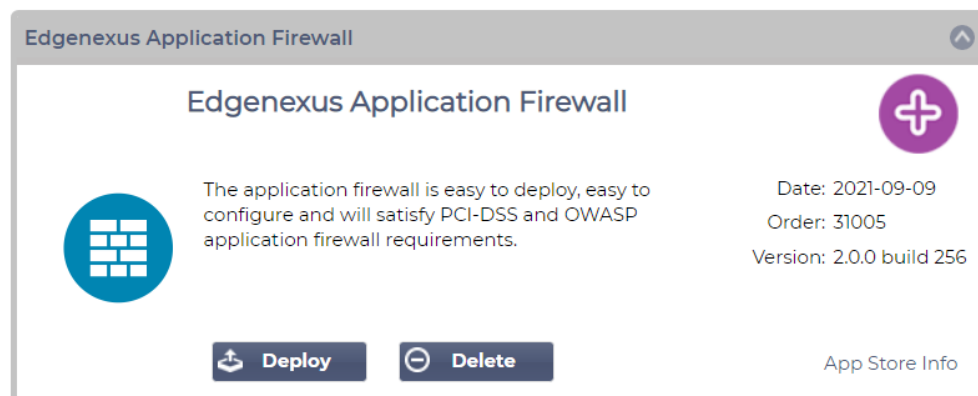 Edgenexus Application Firewall
Edgenexus Application Firewall
The application firewall is easy to deploy, easy to
configure and will satisfy PCI-DSS and OWASP
application firewall requirements.
Date: 2021-09-09
Order: 31005
Version: 2.0.0 build 256
Deploy
Delete
App Store Info